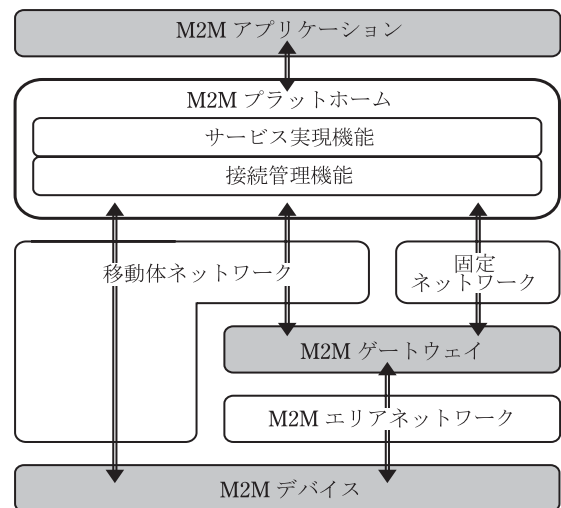 M2M アプリケーション
M2M プラットホーム
サービス実現機能
接続管理機能
移動体ネットワーク
固定
ネットワーク
M2M ゲートウェイ
M2M エリアネットワーク
M2M デバイス